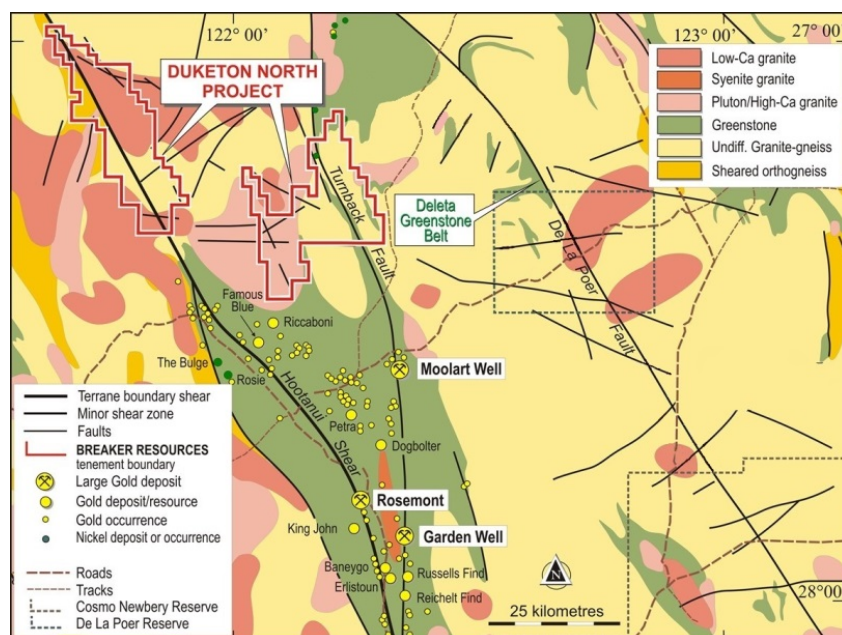 122° 00'
123° 00'
27° 00'
DUKETON NORTH
PROJECT
Low-Ca granite
Syenite granite
Pluton/High-Ca granite
Greenstone
Undiff. Granite-gneiss
Sheared orthogneiss
Turnback
Fault
Deleta
Greenstone
Belt
De La Poer
Fault
Famous
Blue
Riccaboni
The Bulge
Rosie
Hootanui
Shear
Moolart Well
Petra
Dogbolter
Rosemont
King John
Garden Well
Baneygo
Erlistoun
Russells Find
Reichelt Find
Terrane boundary shear
Minor shear zone
Faults
BREAKER RESOURCES
tenement boundary
Large Gold deposit
Gold deposit/resource
Gold occurrence
Nickel deposit or occurrence
Roads
Tracks
Cosmo Newbery Reserve
De La Poer Reserve
N
25 kilometres
28° 00'